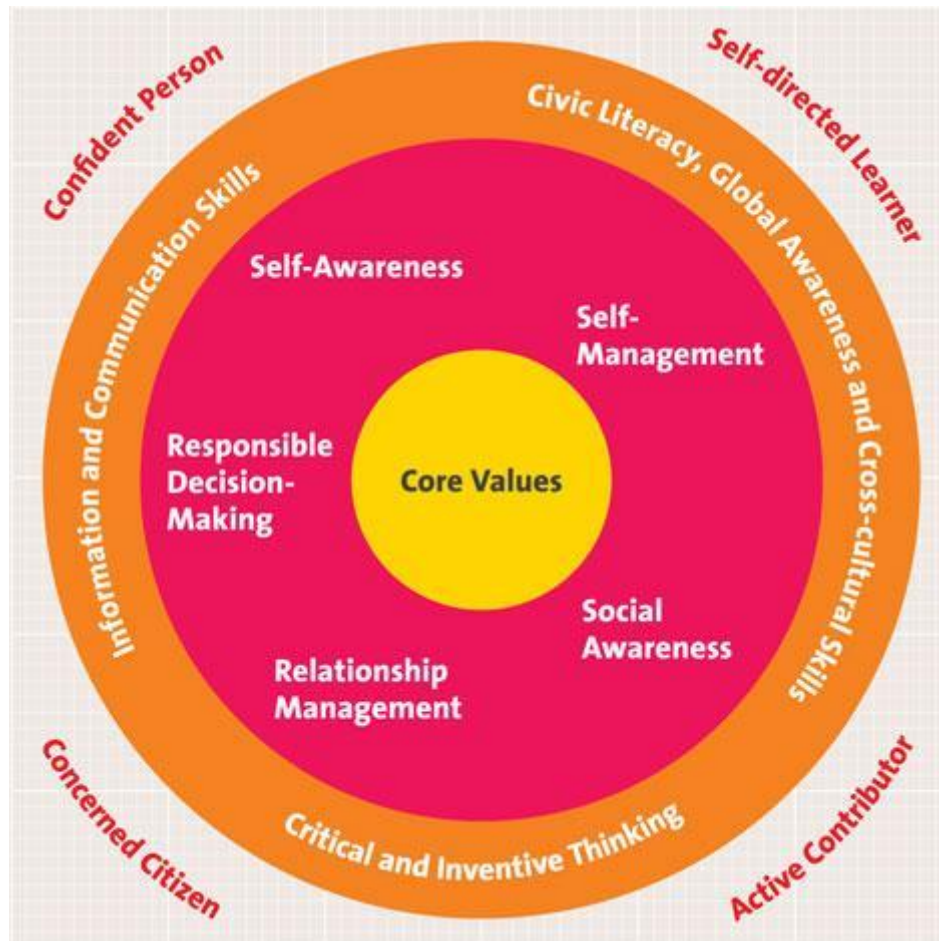 Confident Person
Self-directed Learner
Civic Literacy, Global Awareness and Cross-cultural Skills
Information and Communication Skills
Self-Awareness
Self-
Management
Responsible
Decision-
Making
Core Values
Social
Awareness
Relationship
Management
Critical and Inventive Thinking
Concerned Citizen
Active Contributor